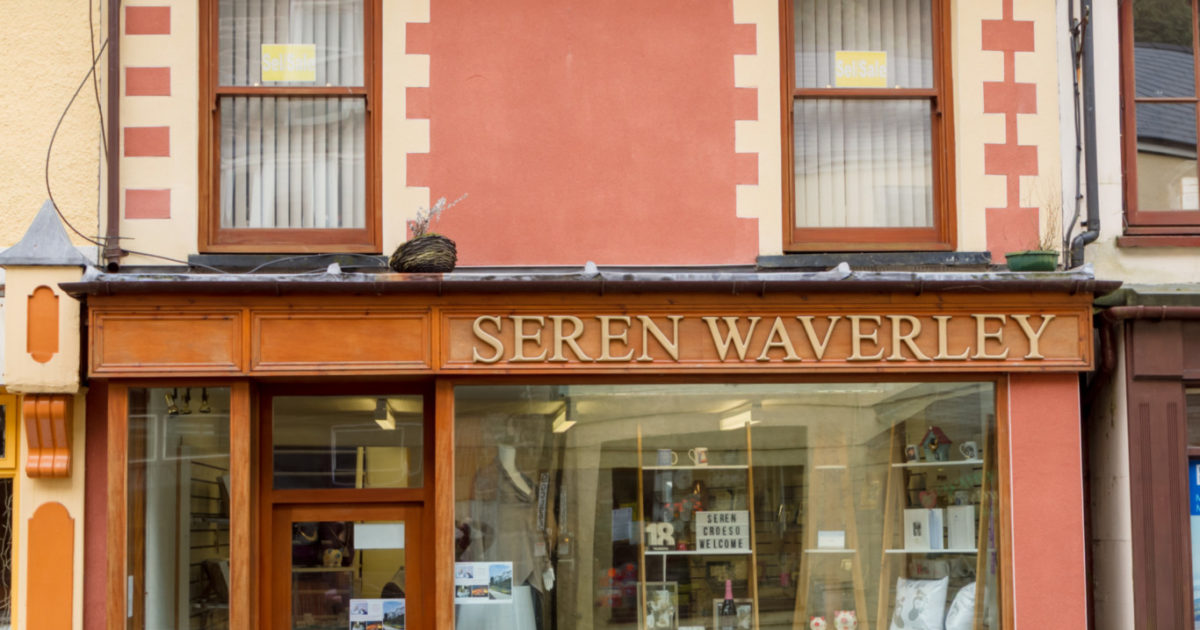 Sel Sale
Sel Sale
SEREN WAVERLEY
18
SEREN
CROESO
WELCOME